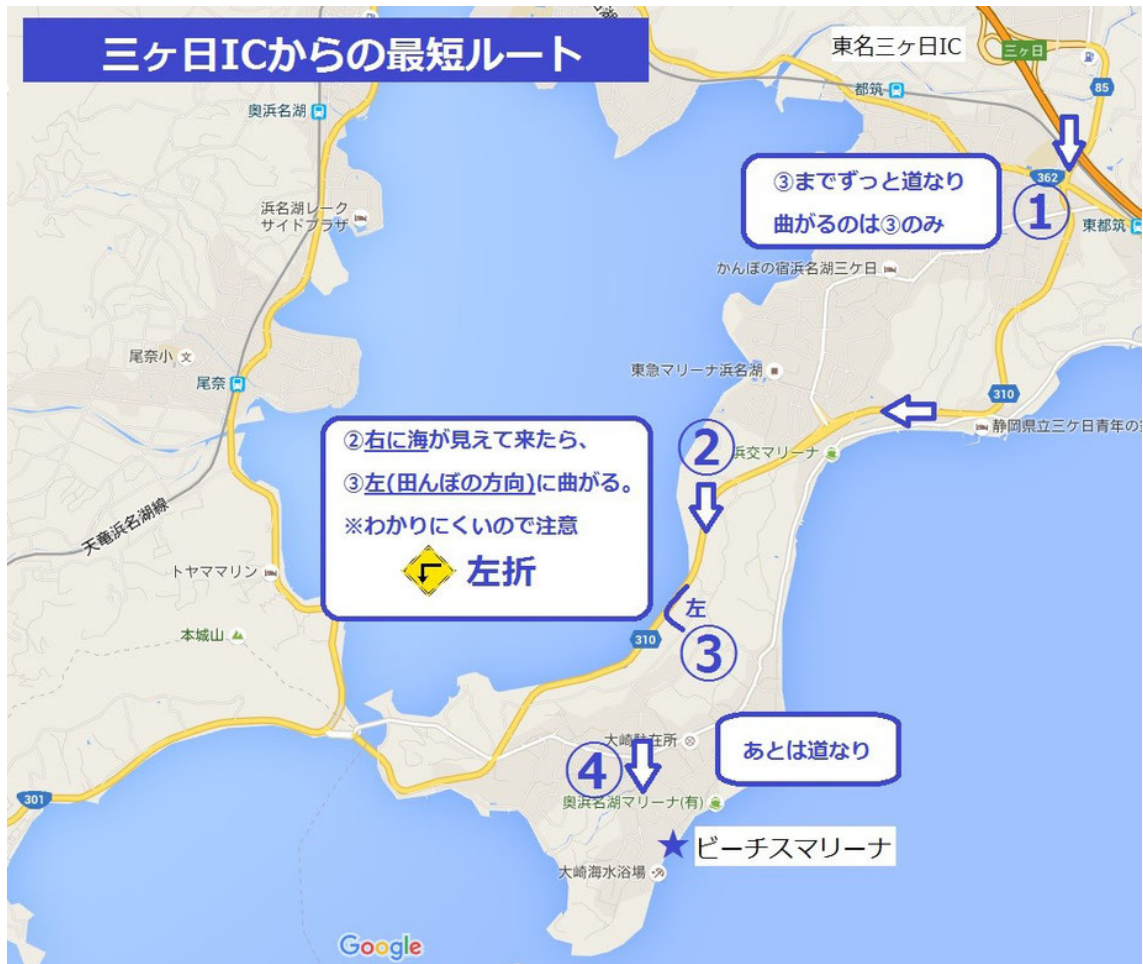 三ヶ日ICからの最短ルート
東名三ヶ日IC
三ヶ日
都筑
85
奥浜名湖
③までずっと道なり
曲がるのは③のみ
362
①
東都筑
浜名湖レーク
サイドプラザ
かんぽの宿浜名湖三ケ日
尾奈小
文
東急マリーナ浜名湖
尾奈
310
静岡県立三ケ日青年の
②右に海が見えて来たら、
③左(田んぼの方向)に曲がる。
※わかりにくいので注意
左折
②
浜交マリーナ
天竜浜名湖線
トヤママリン
左
本城山
310
③
大崎駐在所
あとは道なり
④
301
奥浜名湖マリーナ(有)
★ビーチスマリーナ
大崎海水浴場
Google